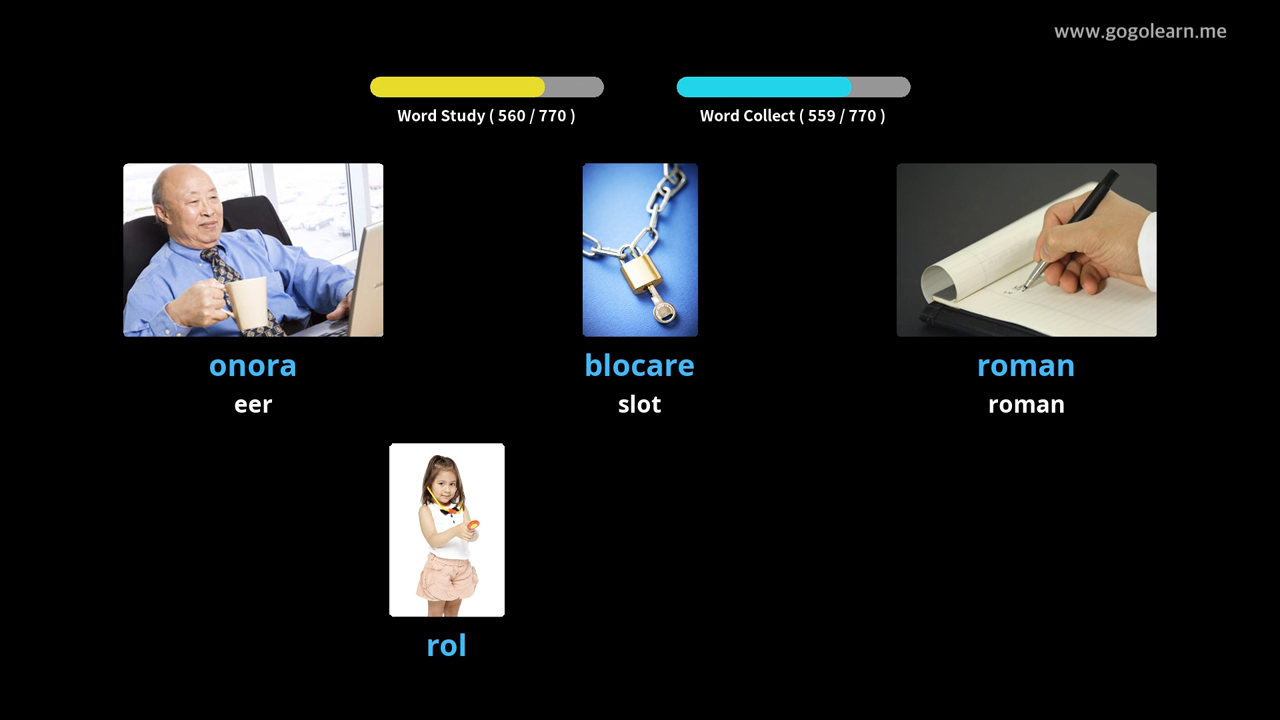 www.gogolearn.me
Word Study ( 560 / 770 )
Word Collect ( 559 / 770 )
onora
blocare
roman
eer
slot
roman
rol